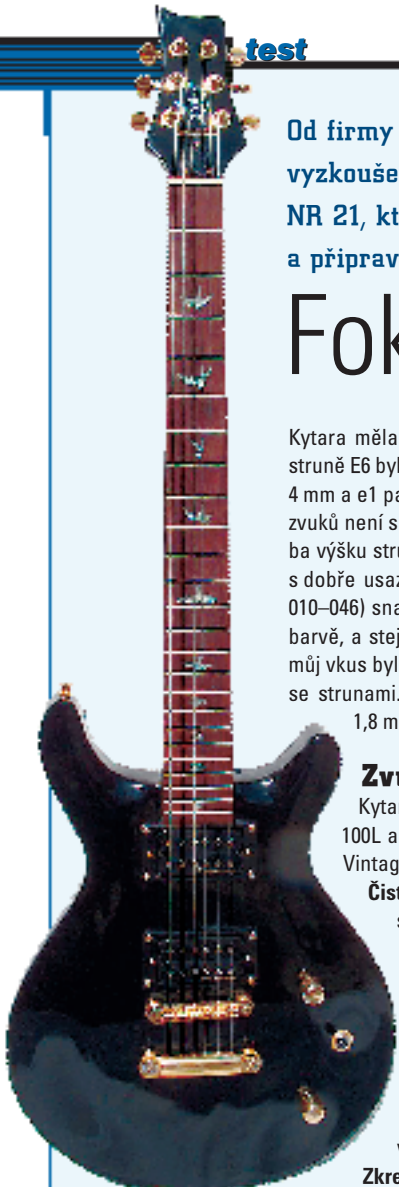 test
Od firmy
vyzkouše
NR 21, kt
a připrav
Fok
Kytara měla
struně E6 byl
4 mm a e1 pa
zvuků není s
ba výšku stru
s dobře usaz
010–046) sna
barvě, a stej
můj vkus byl
se strunami.
1,8 m
Zvu
Kytar
100L a
Vintag
Čist
s
v
Zkre